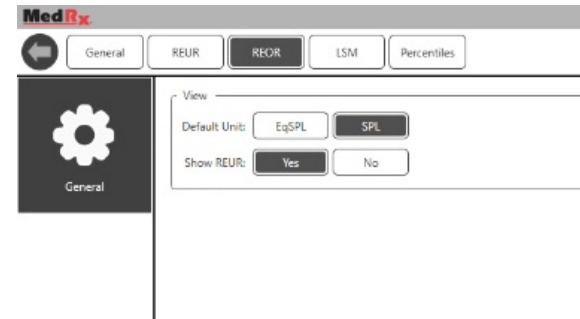 MedRx
General REUR REOR LSM Percentiles
View
Default Unit: EqSPL SPL
Show REUR: Yes No
General